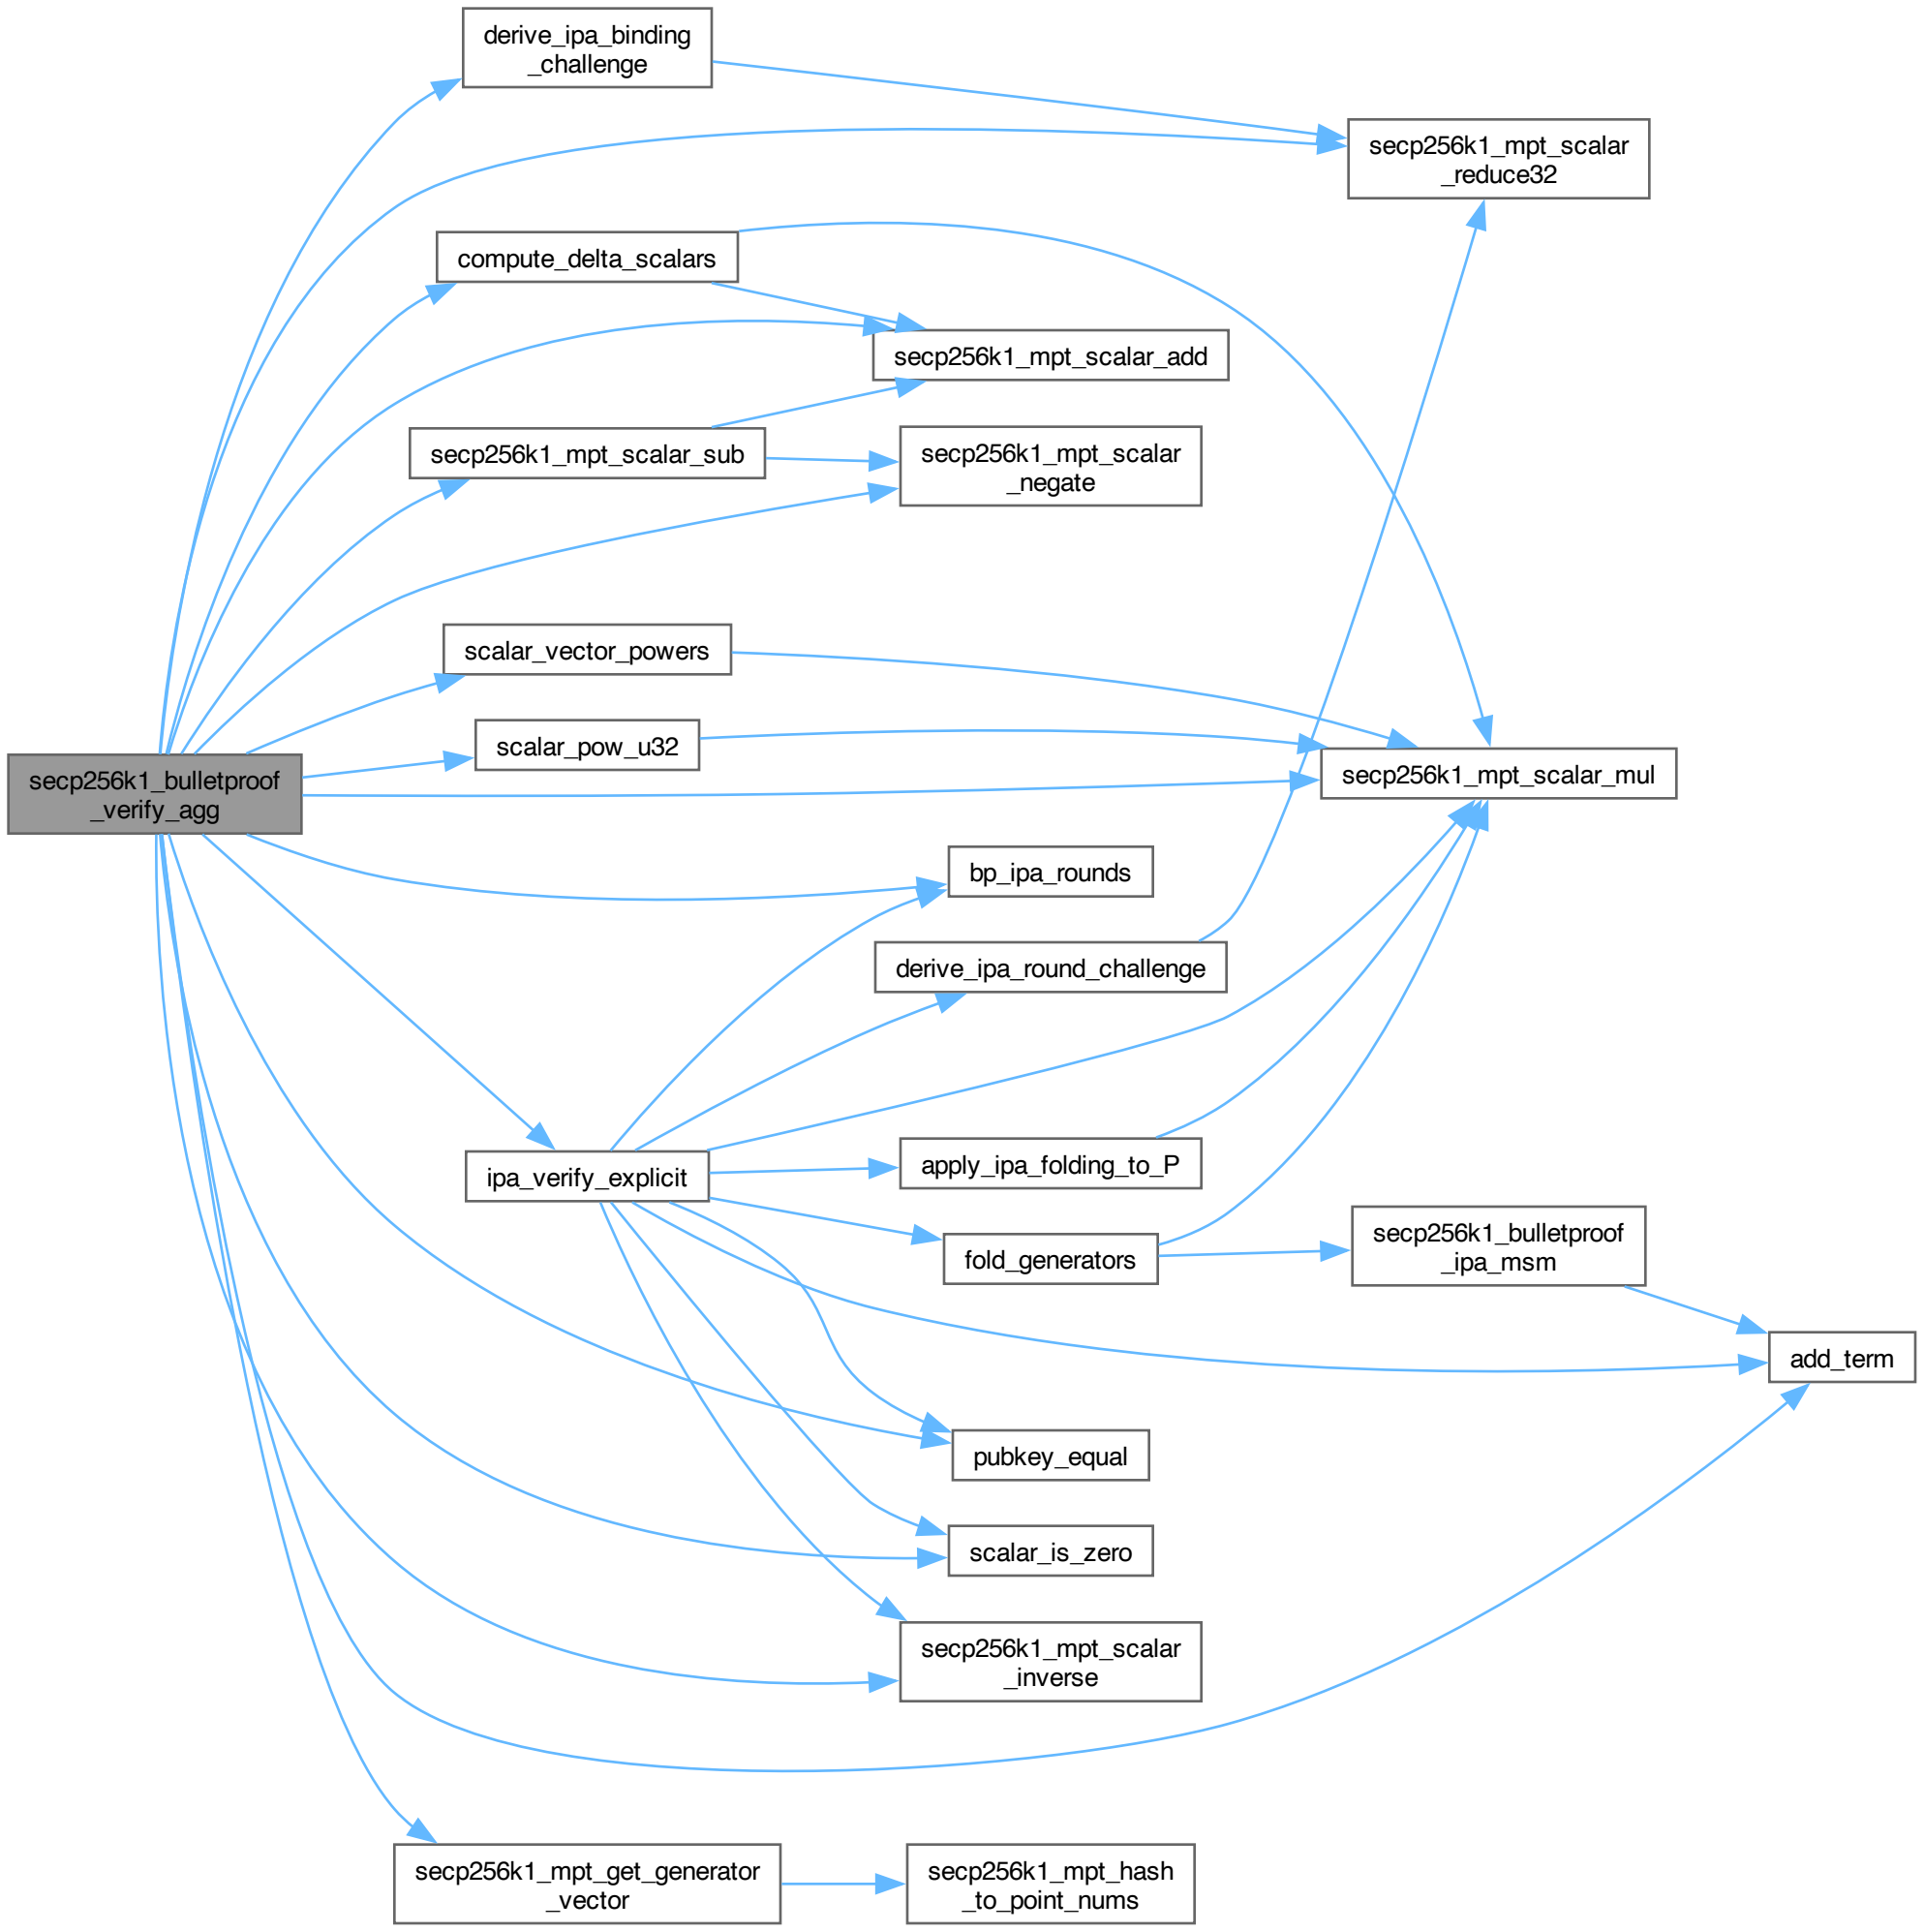 derive_ipa_binding
_challenge
secp256k1_mpt_scalar
_reduce32
compute_delta_scalars
secp256k1_mpt_scalar_add
secp256k1_mpt_scalar_sub
secp256k1_mpt_scalar
_negate
scalar_vector_powers
scalar_pow_u32
secp256k1_mpt_scalar_mul
secp256k1_bulletproof
_verify_agg
bp_ipa_rounds
derive_ipa_round_challenge
ipa_verify_explicit
apply_ipa_folding_to_P
fold_generators
secp256k1_bulletproof
_ipa_msm
add_term
pubkey_equal
scalar_is_zero
secp256k1_mpt_scalar
_inverse
secp256k1_mpt_get_generator
_vector
secp256k1_mpt_hash
_to_point_nums